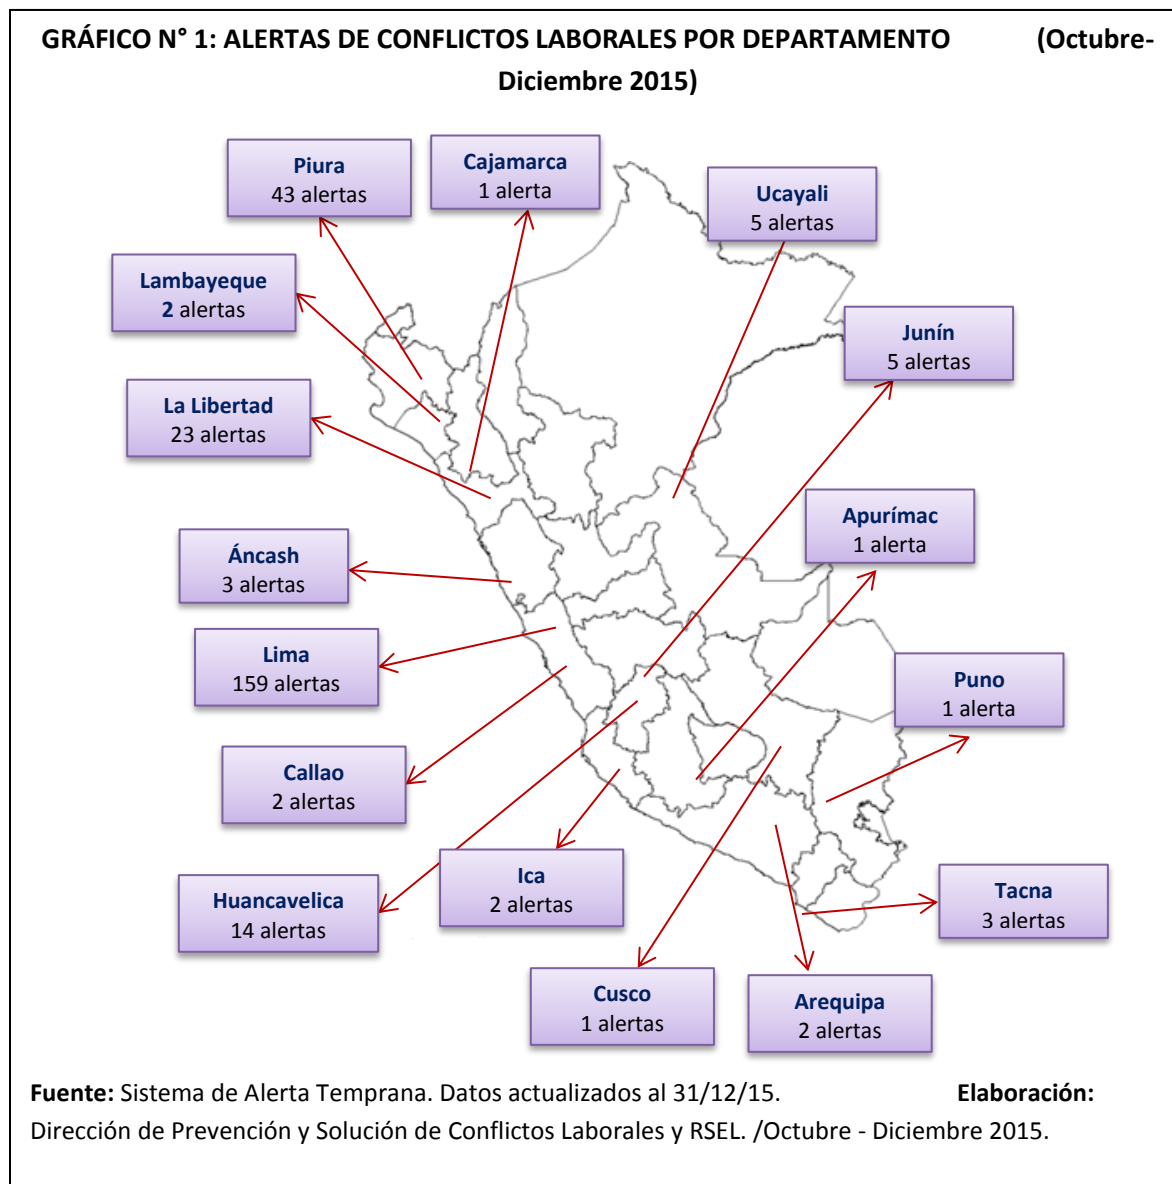 GRÁFICO N° 1: ALERTAS DE CONFLICTOS LABORALES POR DEPARTAMENTO (Octubre-
Diciembre 2015)
Piura
43 alertas
Cajamarca
1 alerta
Ucayali
5 alertas
Lambayeque
2 alertas
Junín
5 alertas
La Libertad
23 alertas
Apurímac
1 alerta
Áncash
3 alertas
Lima
159 alertas
Puno
1 alerta
Callao
2 alertas
Ica
2 alertas
Huancavelica
14 alertas
Tacna
3 alertas
Cusco
1 alertas
Arequipa
2 alertas
Fuente: Sistema de Alerta Temprana. Datos actualizados al 31/12/15. Elaboración:
Dirección de Prevención y Solución de Conflictos Laborales y RSEL. /Octubre - Diciembre 2015.